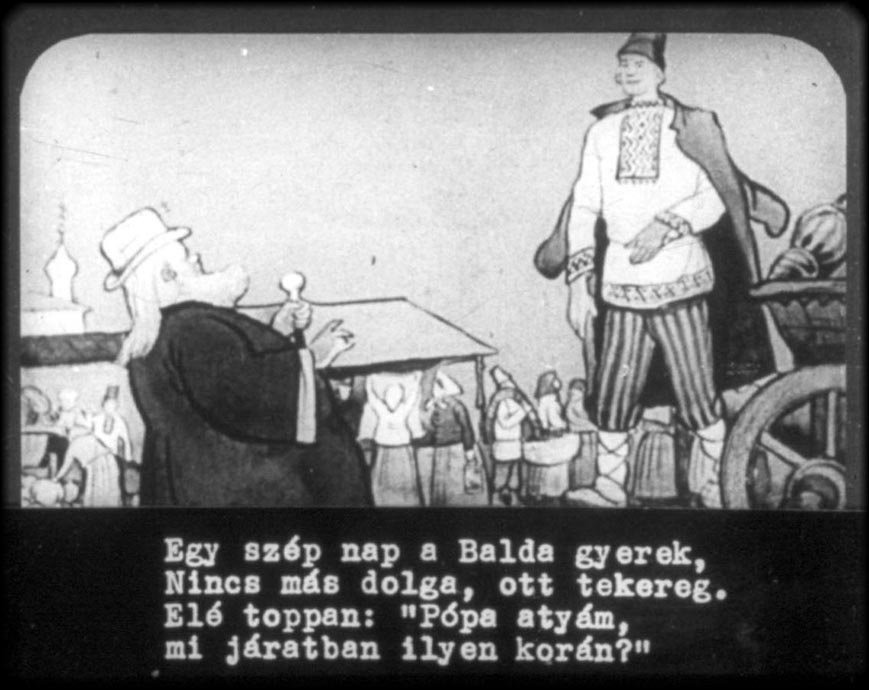 Egy szép nap a Balda gyerek,
Nincs más dolga, ott tekereg.
Elé toppan: "Pópa atyám,
mi járatban ilyen korán?"